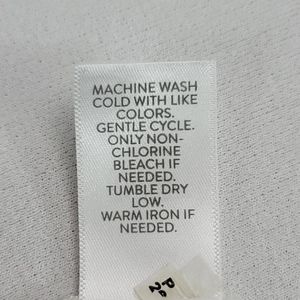 MACHINE WASH
COLD WITH LIKE
COLORS.
GENTLE CYCLE.
ONLY NON-
CHLORINE
BLEACH IF
NEEDED.
TUMBLE DRY
LOW.
WARM IRON IF
NEEDED.